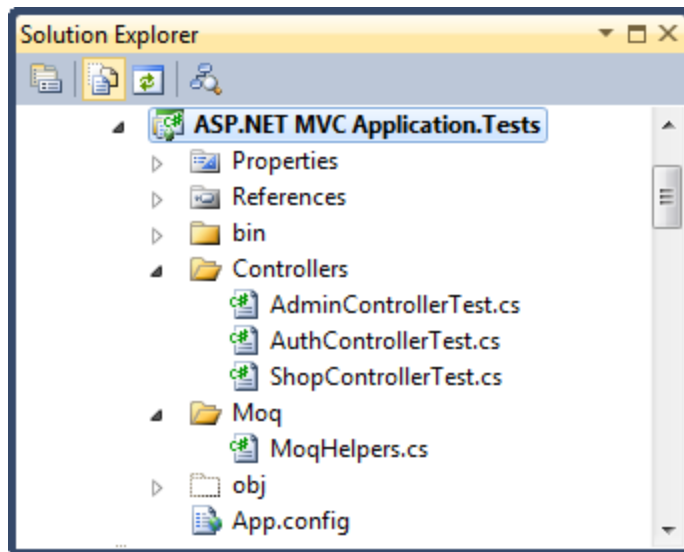 Solution Explorer
ASP.NET MVC Application.Tests
Properties
References
bin
Controllers
AdminControllerTest.cs
AuthControllerTest.cs
ShopControllerTest.cs
Moq
MoqHelpers.cs
obj
App.config